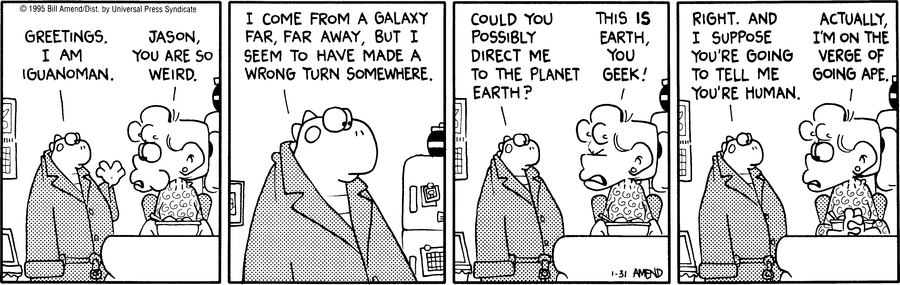 © 1995 Bill Amend/Dist. by Universal Press Syndicate
GREETINGS.
I AM
IGUANOMAN.
JASON,
YOU ARE SO
WEIRD.
I COME FROM A GALAXY
FAR, FAR AWAY, BUT I
SEEM TO HAVE MADE A
WRONG TURN SOMEWHERE.
COULD YOU
POSSIBLY
DIRECT ME
TO THE PLANET
EARTH?
THIS IS
EARTH,
YOU
GEEK!
1-31 AMEND
RIGHT. AND
I SUPPOSE
YOU'RE GOING
TO TELL ME
YOU'RE HUMAN.
ACTUALLY,
I'M ON THE
VERGE OF
GOING APE.